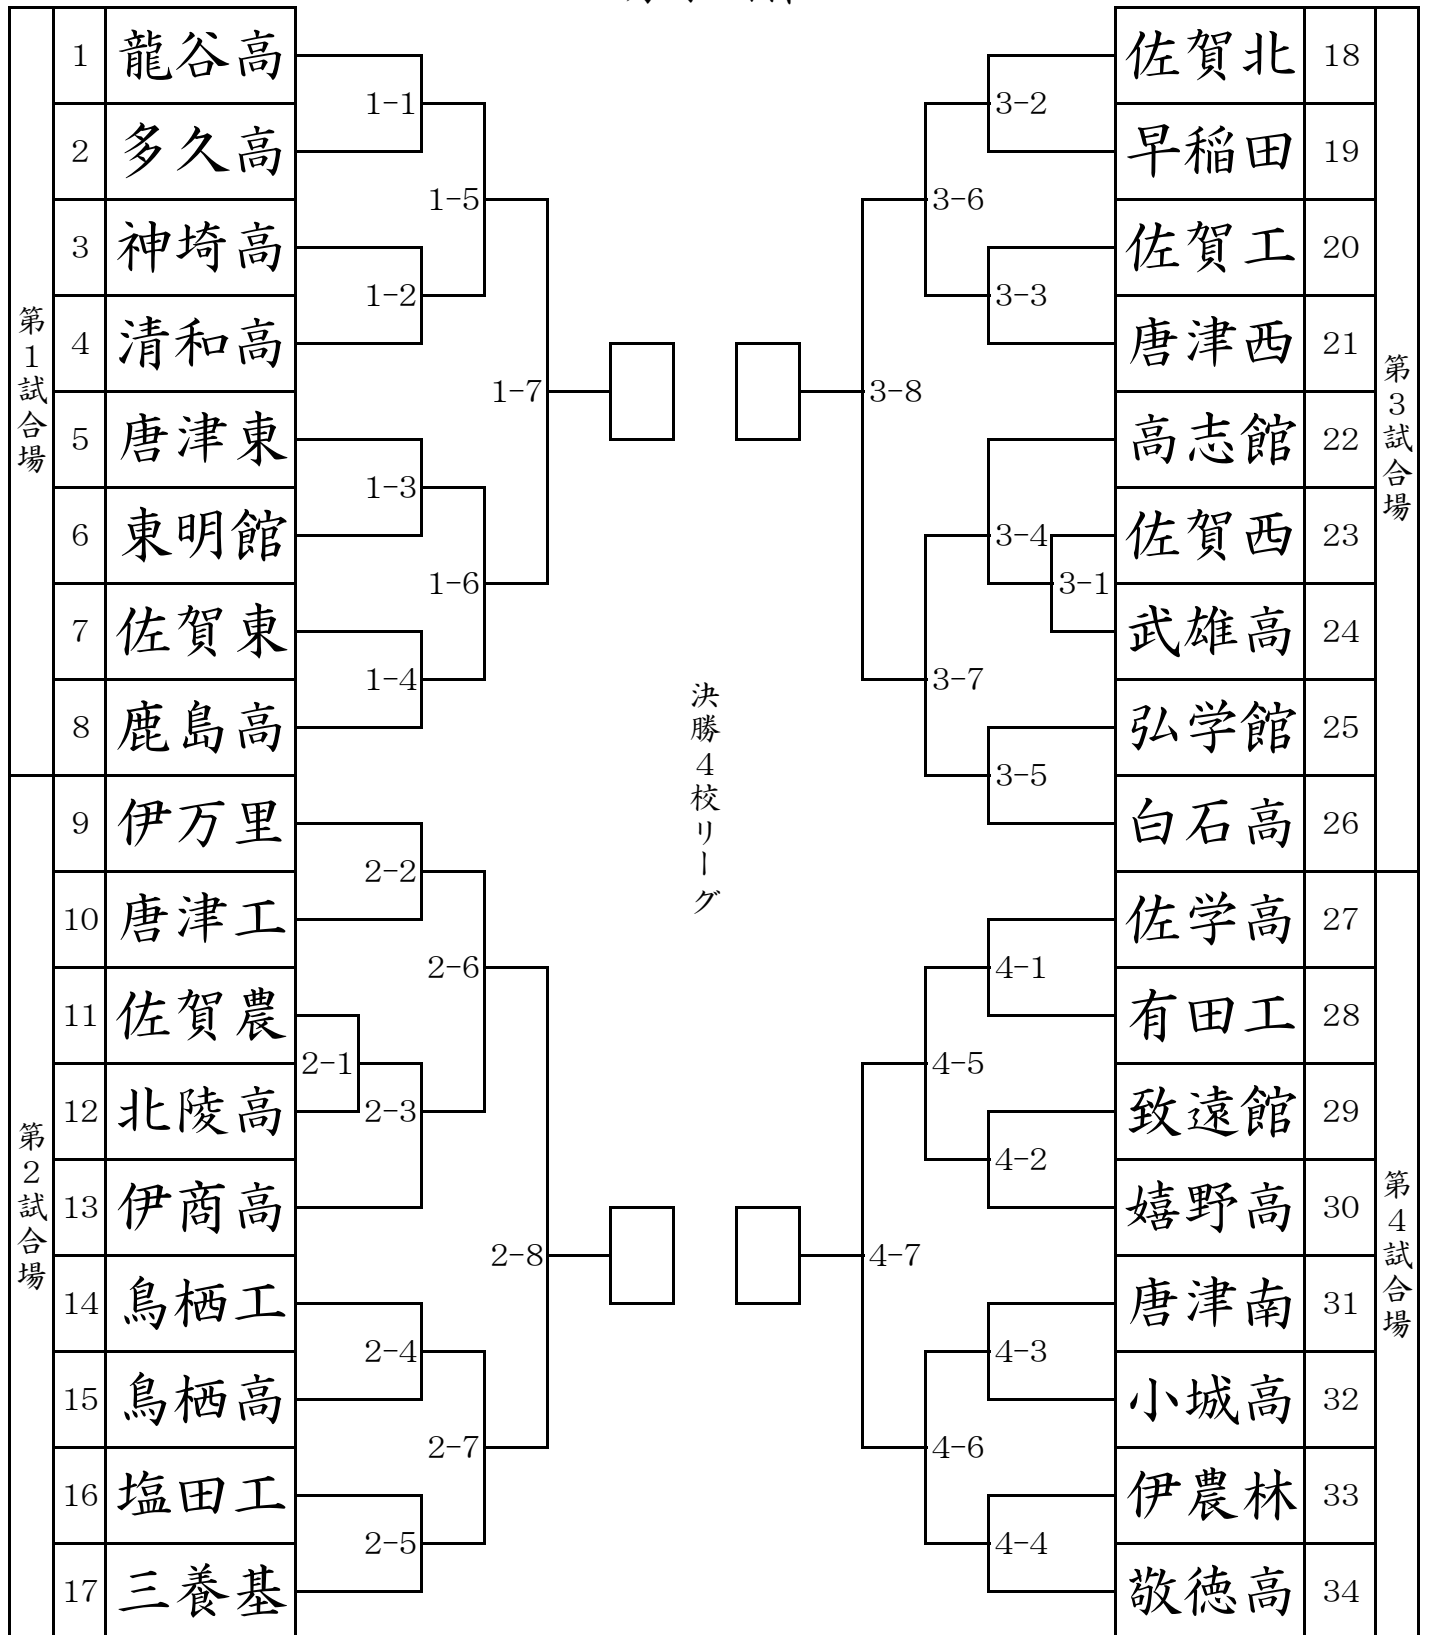 第1試合場
1 龍谷高
2 多久高
3 神埼高
4 清和高
5 唐津東
6 東明館
7 佐賀東
8 鹿島高
第2試合場
9 伊万里
10 唐津工
11 佐賀農
12 北陵高
13 伊商高
14 鳥栖工
15 鳥栖高
16 塩田工
17 三養基
1-1
1-2
1-3
1-4
1-5
1-6
1-7
2-1
2-2
2-3
2-4
2-5
2-6
2-7
2-8
決勝4校リーグ
3-8
3-6
3-7
3-2
3-3
3-4
3-1
3-5
4-7
4-5
4-6
4-1
4-2
4-3
4-4
佐賀北 18
早稲田 19
佐賀工 20
唐津西 21
高志館 22
佐賀西 23
武雄高 24
弘学館 25
白石高 26
第3試合場
佐学高 27
有田工 28
致遠館 29
嬉野高 30
唐津南 31
小城高 32
伊農林 33
敬徳高 34
第4試合場